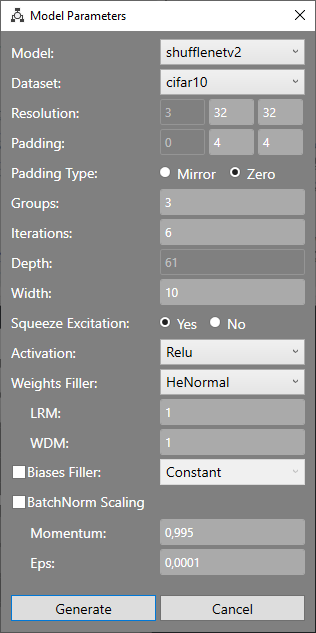 Model Parameters
Model: shufflenetv2
Dataset: cifar10
Resolution: 3 32 32
Padding: 0 4 4
Padding Type: Mirror Zero
Groups: 3
Iterations: 6
Depth: 61
Width: 10
Squeeze Excitation: Yes No
Activation: Relu
Weights Filler: HeNormal
LRM: 1
WDM: 1
Biases Filler: Constant
BatchNorm Scaling
Momentum: 0,995
Eps: 0,0001
Generate Cancel